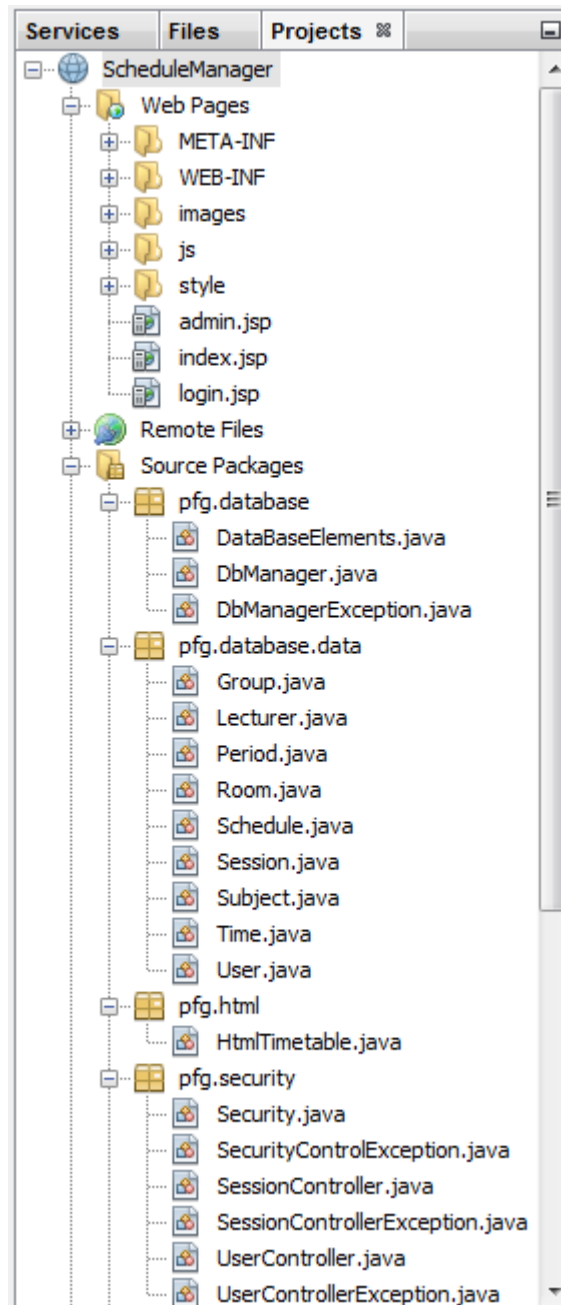 Services Files Projects
ScheduleManager
Web Pages
META-INF
WEB-INF
images
js
style
admin.jsp
index.jsp
login.jsp
Remote Files
Source Packages
pfg.database
DataBaseElements.java
DbManager.java
DbManagerException.java
pfg.database.data
Group.java
Lecturer.java
Period.java
Room.java
Schedule.java
Session.java
Subject.java
Time.java
User.java
pfg.html
HtmlTimetable.java
pfg.security
Security.java
SecurityControlException.java
SessionController.java
SessionControllerException.java
UserController.java
UserControllerException.java